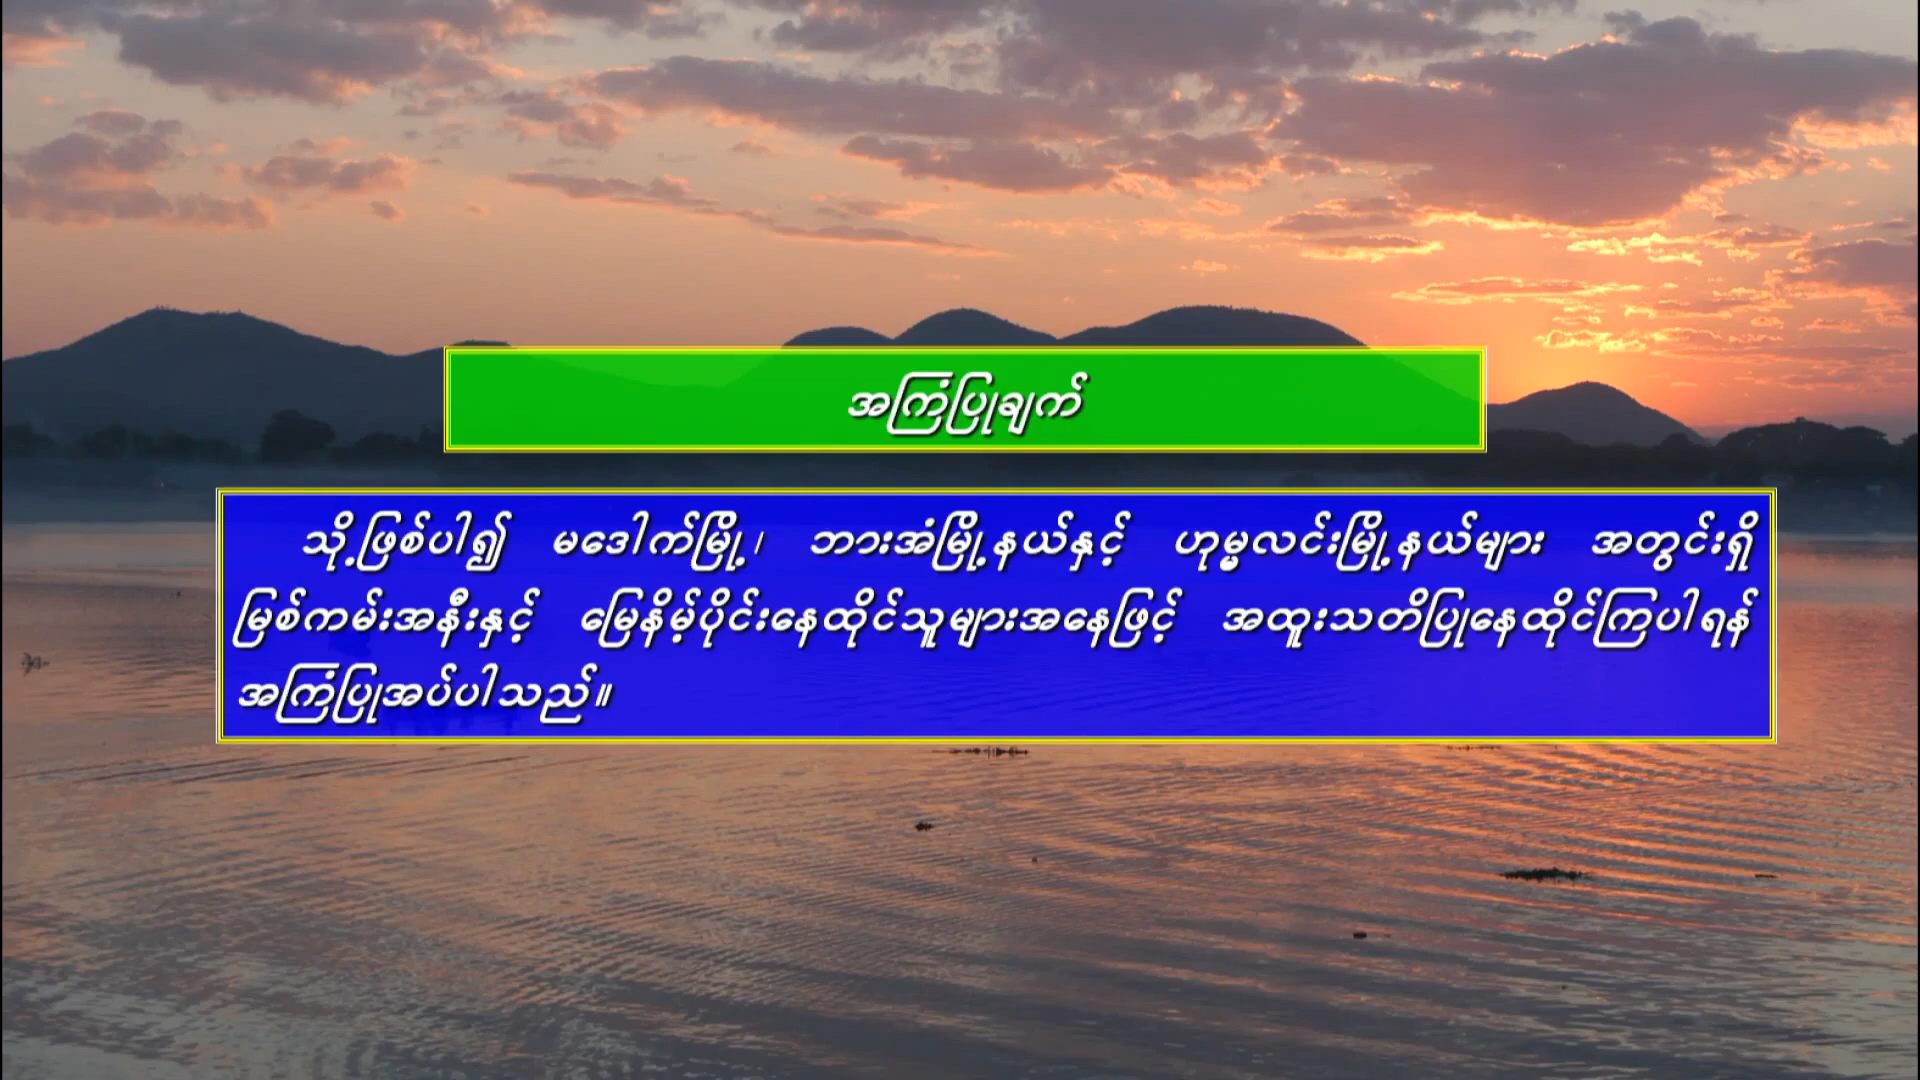 အကြံပြုချက်
သို့ဖြစ်ပါ၍ မဒေါက်မြို့၊ ဘားအံမြို့နယ်နှင့် ဟုမ္မလင်းမြို့နယ်များ အတွင်းရှိ
မြစ်ကမ်းအနီးနှင့် မြေနိမ့်ပိုင်းနေထိုင်သူများအနေဖြင့် အထူးသတိပြုနေထိုင်ကြပါရန်
အကြံပြုအပ်ပါသည်။